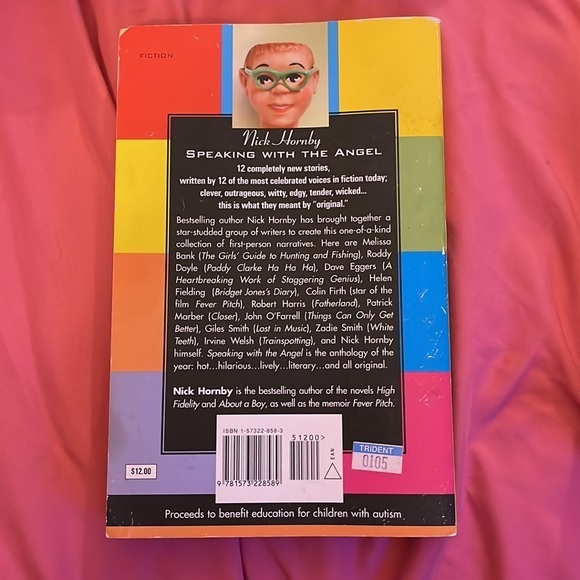 FICTION
Nick Hornby
SPEAKING WITH THE ANGEL
12 completely new stories,
written by 12 of the most celebrated voices in fiction today;
clever, outrageous, witty, edgy, tender, wicked...
this is what they meant by "original."
Bestselling author Nick Hornby has brought together a
star-studded group of writers to create this one-of-a-kind
collection of first-person narratives. Here are Melissa
Bank (The Girls' Guide to Hunting and Fishing), Roddy
Doyle (Paddy Clarke Ha Ha Ha), Dave Eggers (A
Heartbreaking Work of Staggering Genius), Helen
Fielding (Bridget Jones's Diary), Colin Firth (star of the
film Fever Pitch), Robert Harris (Fatherland), Patrick
Marber (Closer), John O'Farrell (Things Can Only Get
Better), Giles Smith (Lost in Music), Zadie Smith (White
Teeth), Irvine Welsh (Trainspotting), and Nick Hornby
himself. Speaking with the Angel is the anthology of the
year: hot...hilarious...lively...literary...and all original.
Nick Hornby is the bestselling author of the novels High
Fidelity and About a Boy, as well as the memoir Fever Pitch.
ISBN 1-57322-858-3
51200>
EAN
9 781573 228589
TRIDENT
0105
$12.00
Proceeds to benefit education for children with autism